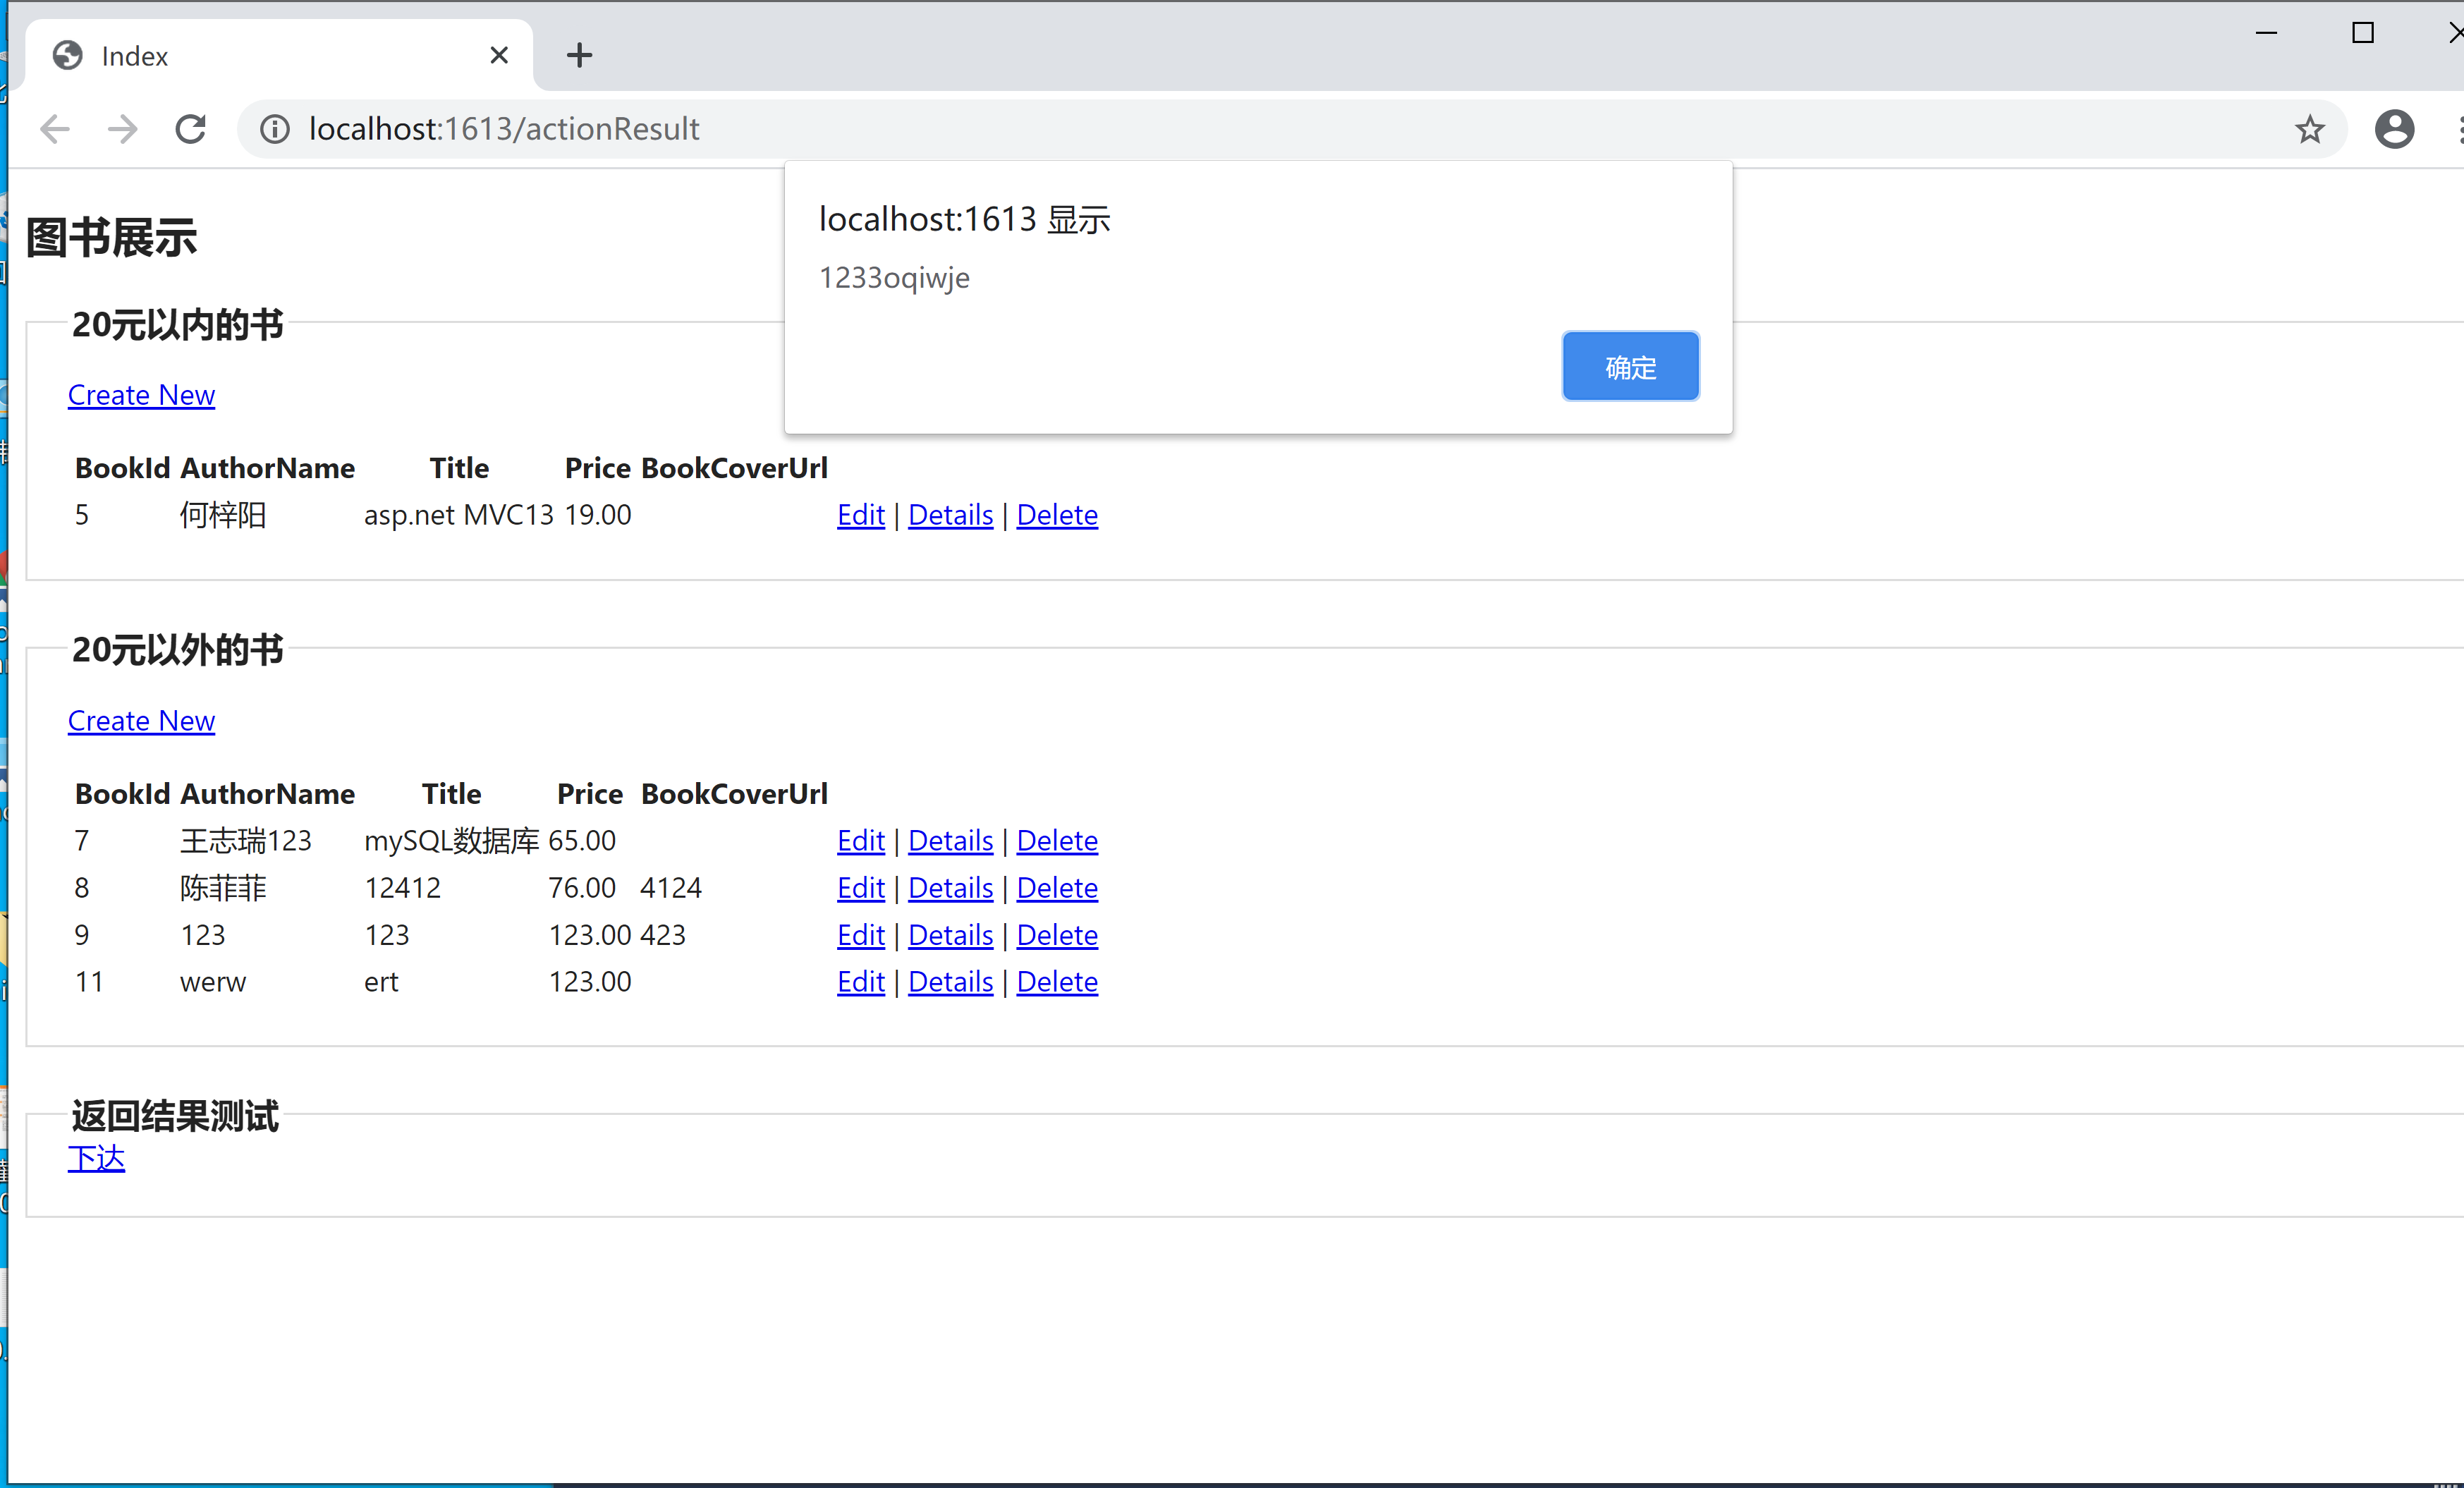 Index
localhost:1613/actionResult
localhost:1613 显示
1233oqiwje
确定
图书展示
20元以内的书
Create New
BookId AuthorName Title Price BookCoverUrl
5 何梓阳 asp.net MVC13 19.00 Edit | Details | Delete
20元以外的书
Create New
BookId AuthorName Title Price BookCoverUrl
7 王志瑞123 mySQL数据库 65.00 Edit | Details | Delete
8 陈菲菲 12412 76.00 4124 Edit | Details | Delete
9 123 123 123.00 423 Edit | Details | Delete
11 werw ert 123.00 Edit | Details | Delete
返回结果测试
下达